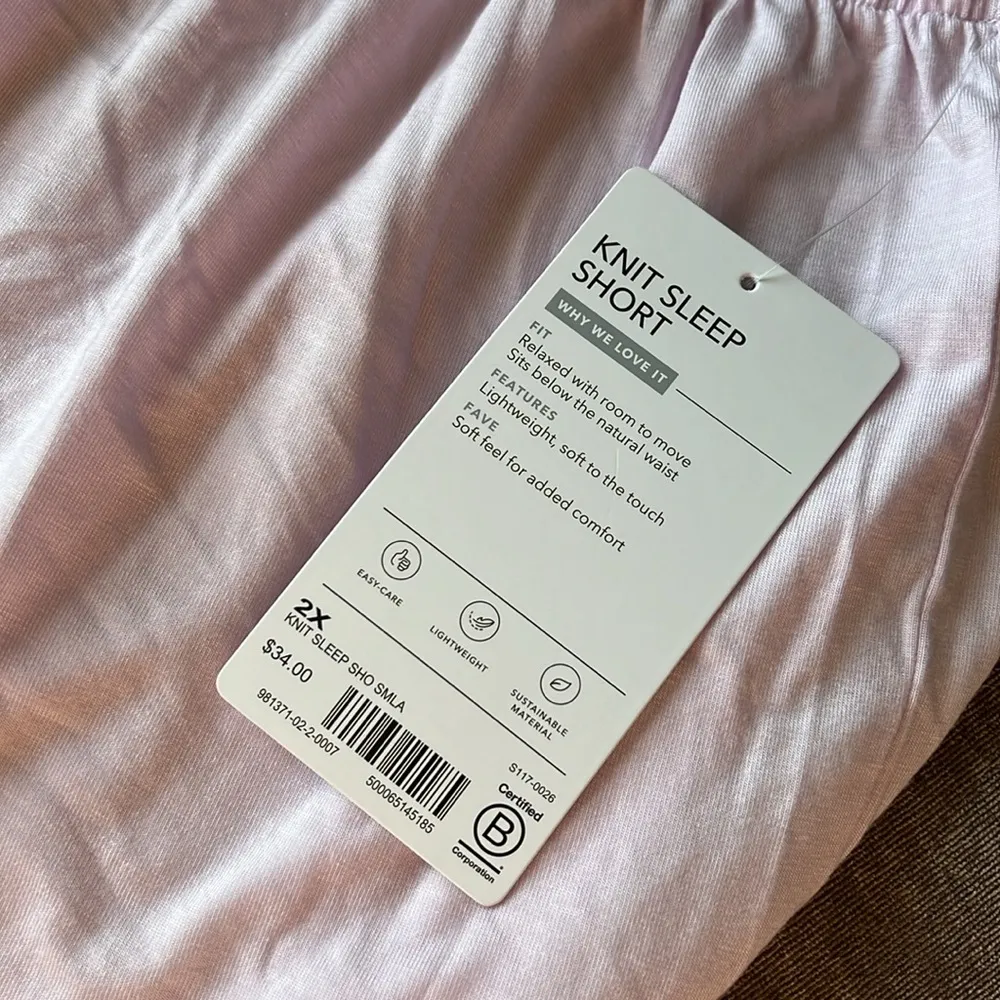 KNIT SLEEP
SHORT
WHY WE LOVE IT
FIT
Relaxed with room to move
Sits below the natural waist
FEATURES
Lightweight, soft to the touch
FAVE
Soft feel for added comfort
EASY-CARE
LIGHTWEIGHT
SUSTAINABLE
MATERIAL
2X
KNIT SLEEP SHO SMLA
$34.00
981371-02-2-0007
500065145185
S117-0026
Certified
B
Corporation